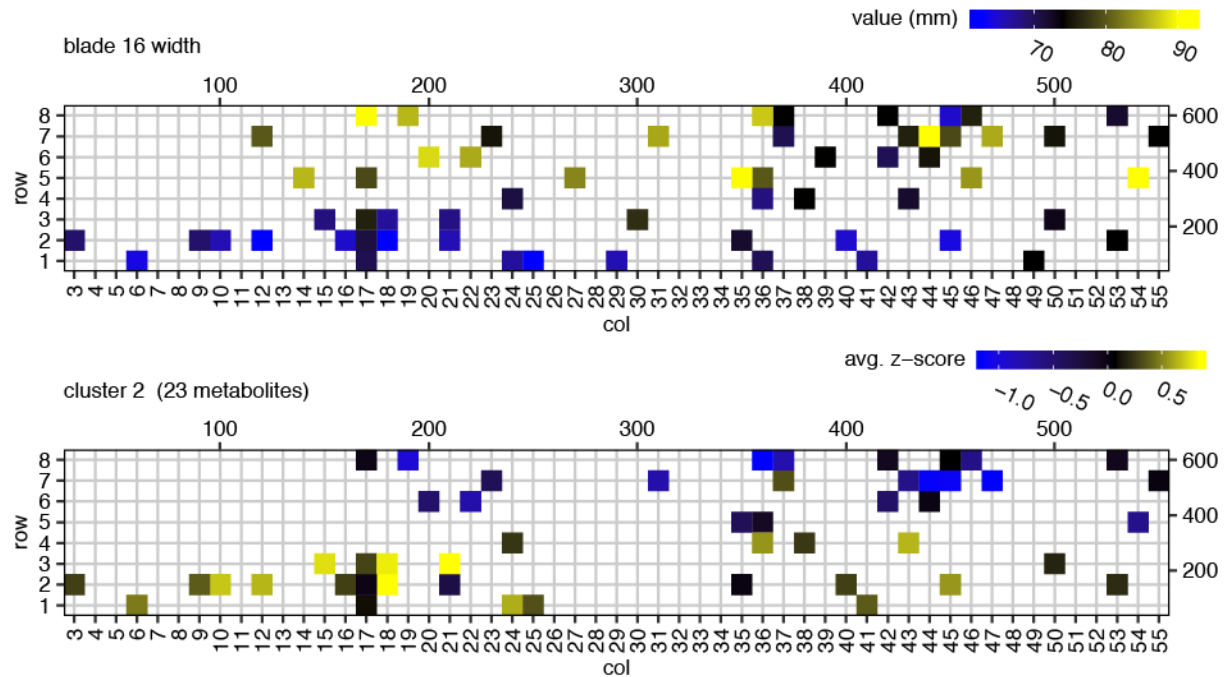 value (mm)
70 80 90
blade 16 width
100 200 300 400 500
8 600
7
6
5 400
4
3
2 200
1
row
3 4 5 6 7 8 9 10 11 12 13 14 15 16 17 18 19 20 21 22 23 24 25 26 27 28 29 30 31 32 33 34 35 36 37 38 39 40 41 42 43 44 45 46 47 48 49 50 51 52 53 54 55
col
avg. z−score
−1.0 −0.5 0.0 0.5
cluster 2 (23 metabolites)
100 200 300 400 500
8 600
7
6
5 400
4
3
2 200
1
row
3 4 5 6 7 8 9 10 11 12 13 14 15 16 17 18 19 20 21 22 23 24 25 26 27 28 29 30 31 32 33 34 35 36 37 38 39 40 41 42 43 44 45 46 47 48 49 50 51 52 53 54 55
col